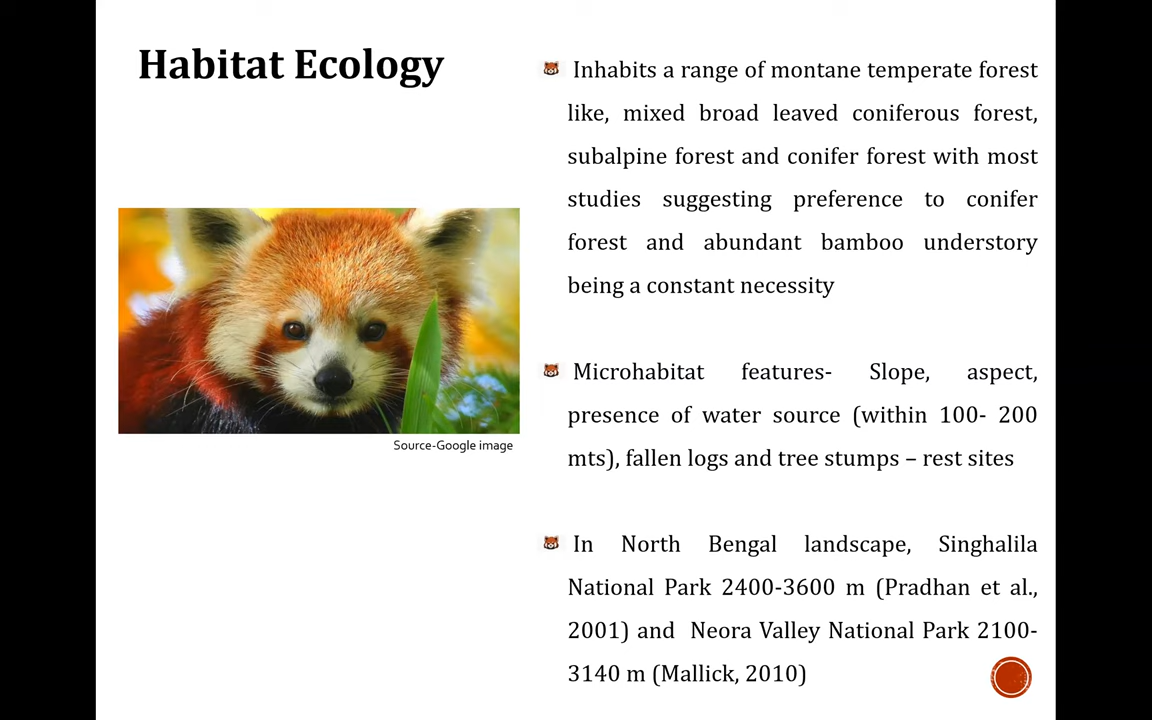 Habitat Ecology
Inhabits a range of montane temperate forest
like, mixed broad leaved coniferous forest,
subalpine forest and conifer forest with most
studies suggesting preference to conifer
forest and abundant bamboo understory
being a constant necessity
Source-Google image
Microhabitat features- Slope, aspect,
presence of water source (within 100- 200
mts), fallen logs and tree stumps – rest sites
In North Bengal landscape, Singhalila
National Park 2400-3600 m (Pradhan et al.,
2001) and Neora Valley National Park 2100-
3140 m (Mallick, 2010)